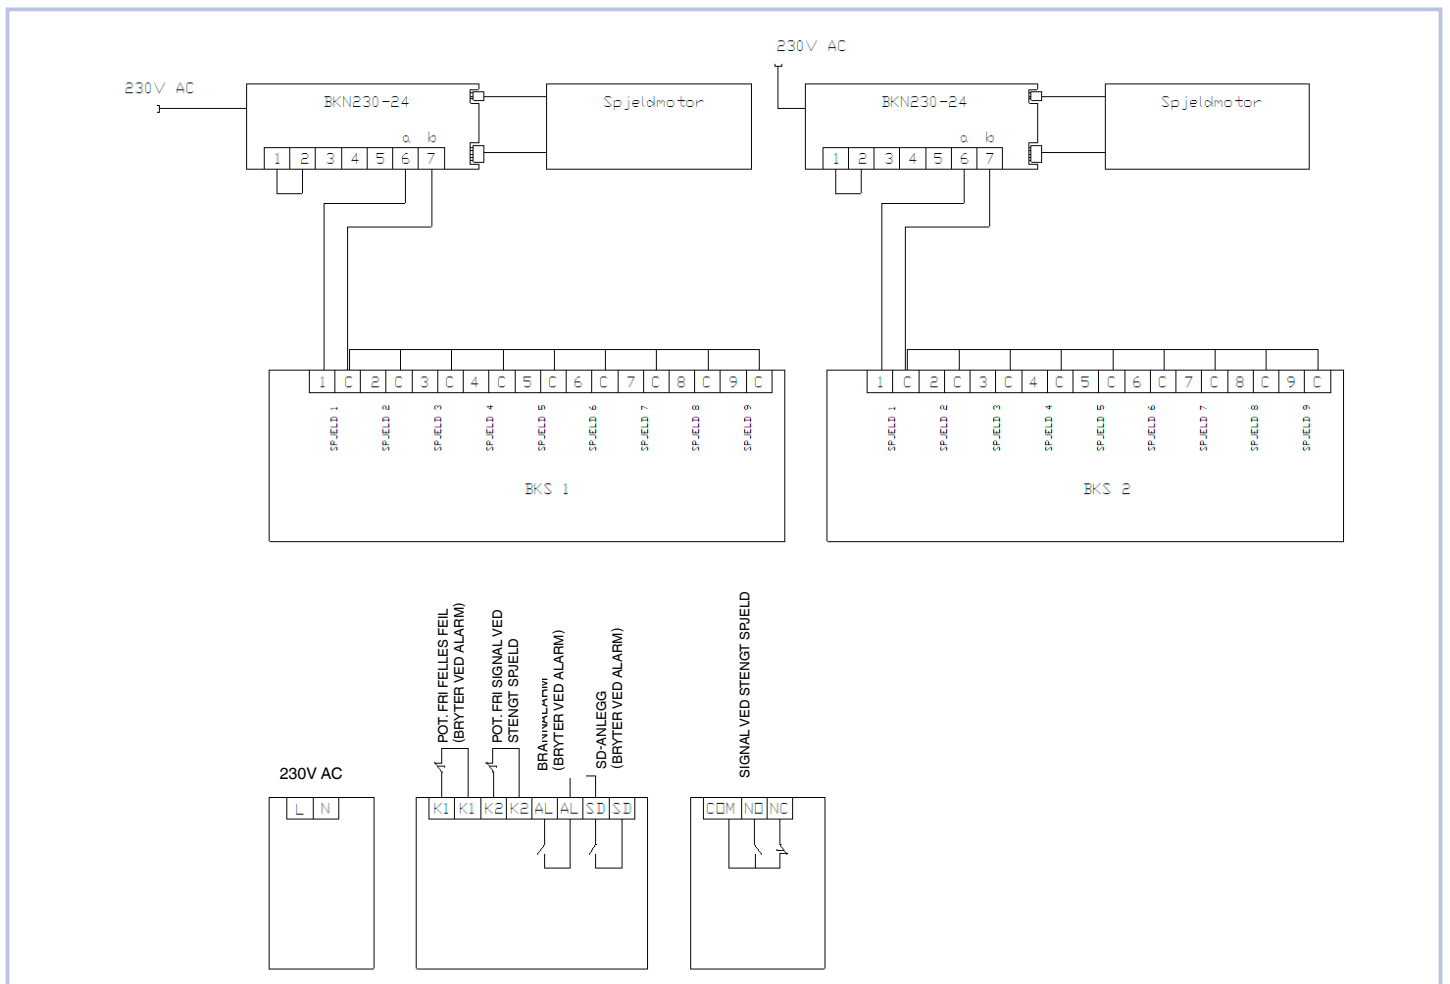 230V AC
230V AC
BKN230-24
Spjeldmotor
a b
1 2 3 4 5 6 7
BKN230-24
Spjeldmotor
a b
1 2 3 4 5 6 7
1 C 2 C 3 C 4 C 5 C 6 C 7 C 8 C 9 C
SPJELD 1
SPJELD 2
SPJELD 3
SPJELD 4
SPJELD 5
SPJELD 6
SPJELD 7
SPJELD 8
SPJELD 9
BKS 1
1 C 2 C 3 C 4 C 5 C 6 C 7 C 8 C 9 C
SPJELD 1
SPJELD 2
SPJELD 3
SPJELD 4
SPJELD 5
SPJELD 6
SPJELD 7
SPJELD 8
SPJELD 9
BKS 2
230V AC
L N
POT. FRI FELLES FEIL
(BRYTER VED ALARM)
POT. FRI SIGNAL VED
STENGT SPJELD
BRANNALARM
(BRYTER VED ALARM)
SD-ANLEGG
(BRYTER VED ALARM)
K1 K1 K2 K2 AL AL SD SD
SIGNAL VED STENGT SPJELD
COM NO NC